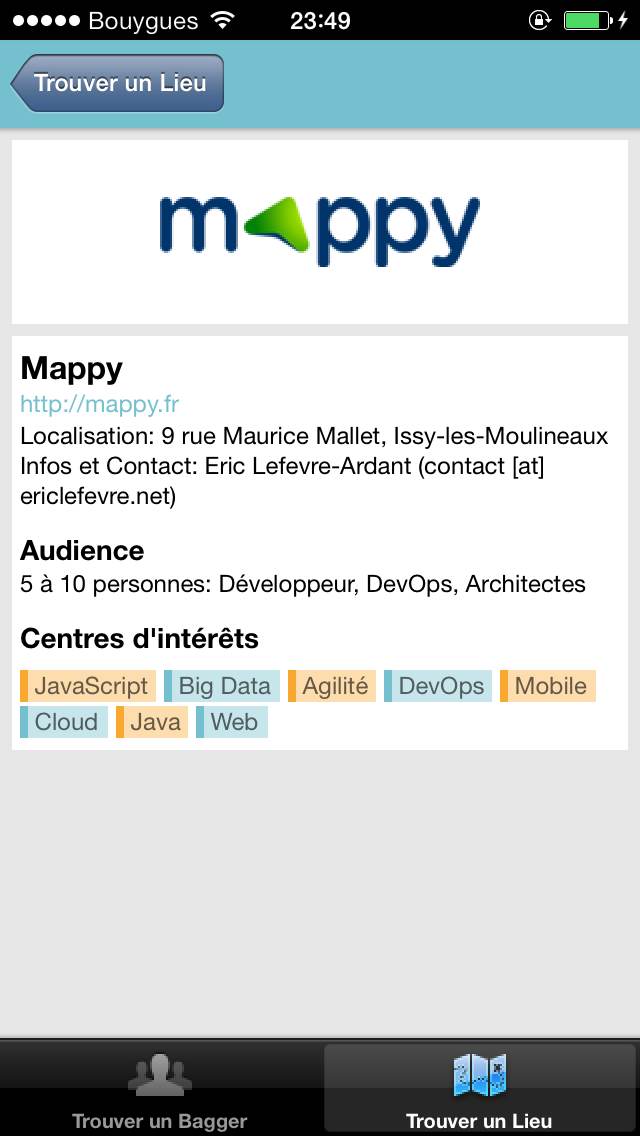 Bouygues 23:49
Trouver un Lieu
mappy
Mappy
http://mappy.fr
Localisation: 9 rue Maurice Mallet, Issy-les-Moulineaux
Infos et Contact: Eric Lefevre-Ardant (contact [at]
ericlefevre.net)
Audience
5 à 10 personnes: Développeur, DevOps, Architectes
Centres d'intérêts
JavaScript Big Data Agilité DevOps Mobile
Cloud Java Web
Trouver un Bagger Trouver un Lieu